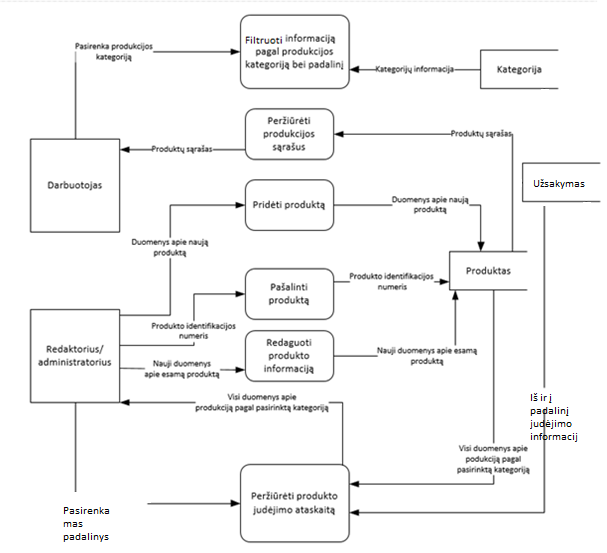 Pasirenka produkcijos
kategoriją
Filtruoti informaciją
pagal produkcijos
kategoriją bei padalinį
Kategorijų informacija
Kategorija
Darbuotojas
Produktų sąrašas
Peržiūrėti
produkcijos
sąrašus
Produktų sąrašas
Užsakymas
Pridėti produktą
Duomenys apie naują
produktą
Duomenys apie naują
produktą
Produktas
Pašalinti
produktą
Produkto identifikacijos
numeris
Redaktorius/
administratorius
Produkto identifikacijos
numeris
Redaguoti
produkto
informaciją
Nauji duomenys
apie esamą produktą
Nauji duomenys apie esamą
produktą
Visi duomenys apie
produkciją pagal pasirinktą kategoriją
Iš ir į
padalinį
judėjimo
informacij
Visi duomenys apie
podukciją pagal
pasirinktą kategoriją
Peržiūrėti produkto
judėjimo ataskaitą
Pasirenka
mas
padalinys